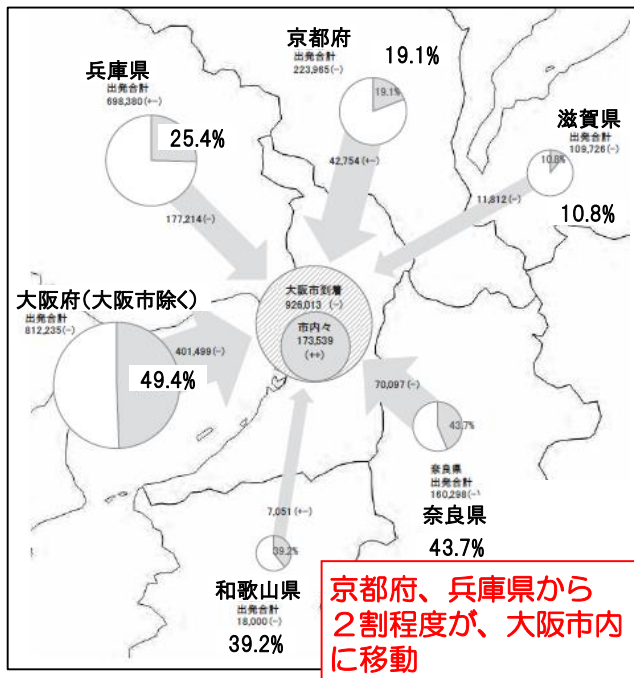 京都府
出発合計
223,965(-)
19.1%
19.1%
42,754(+-)
兵庫県
出発合計
698,380(+-)
25.4%
177,214(-)
滋賀県
出発合計
109,726(-)
10.8%
11,812(-)
10.8%
大阪市到着
926,013 (-)
市内々
173,539
(++)
大阪府(大阪市除く)
出発合計
812,235(-)
401,499(-)
49.4%
70,097(-)
43.7%
奈良県
出発合計
160,298(-)
奈良県
43.7%
7,051(+-)
39.2%
和歌山県
出発合計
18,000(-)
39.2%
京都府、兵庫県から
2割程度が、大阪市内
に移動